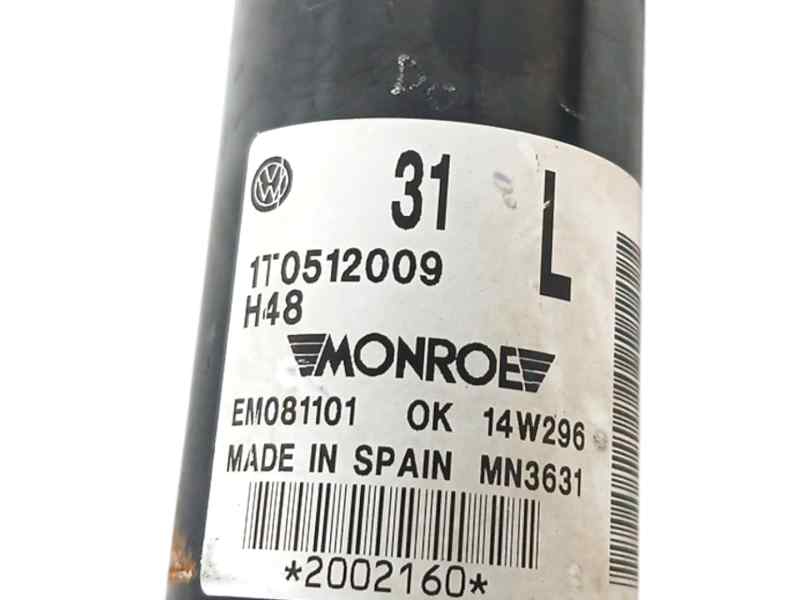 31
L
1T0512009
H48
MONROE
EM081101 OK 14W296
MADE IN SPAIN MN3631
*2002160*